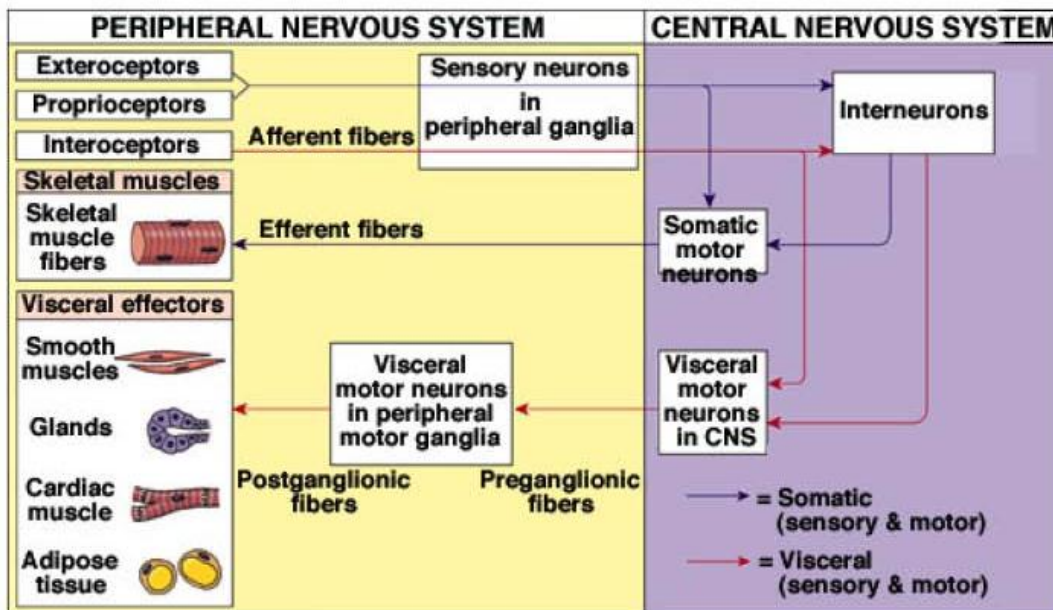 PERIPHERAL NERVOUS SYSTEM
CENTRAL NERVOUS SYSTEM
Exteroceptors
Proprioceptors
Interoceptors
Afferent fibers
Sensory neurons
in
peripheral ganglia
Interneurons
Skeletal muscles
Skeletal
muscle
fibers
Efferent fibers
Somatic
motor
neurons
Visceral effectors
Smooth
muscles
Glands
Cardiac
muscle
Adipose
tissue
Visceral
motor neurons
in peripheral
motor ganglia
Postganglionic
fibers
Preganglionic
fibers
Visceral
motor
neurons
in CNS
= Somatic
(sensory & motor)
= Visceral
(sensory & motor)